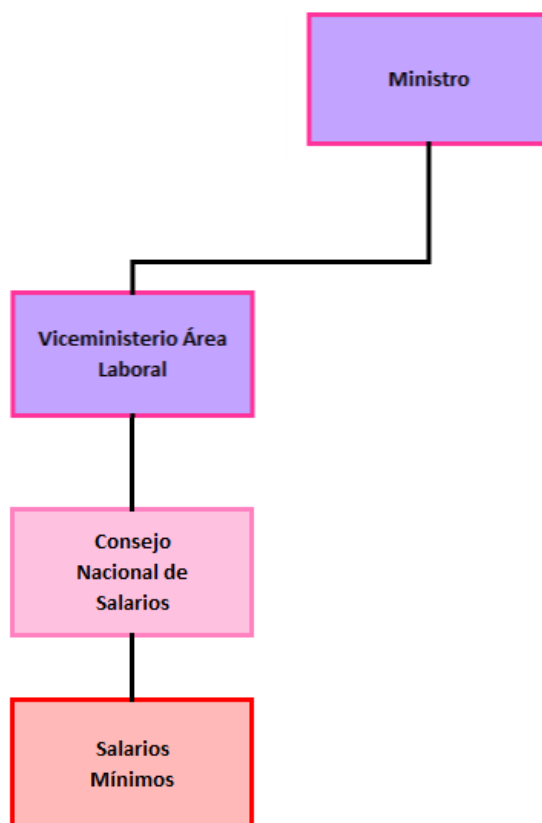 Ministro
Viceministerio Área
Laboral
Consejo
Nacional de
Salarios
Salarios
Mínimos